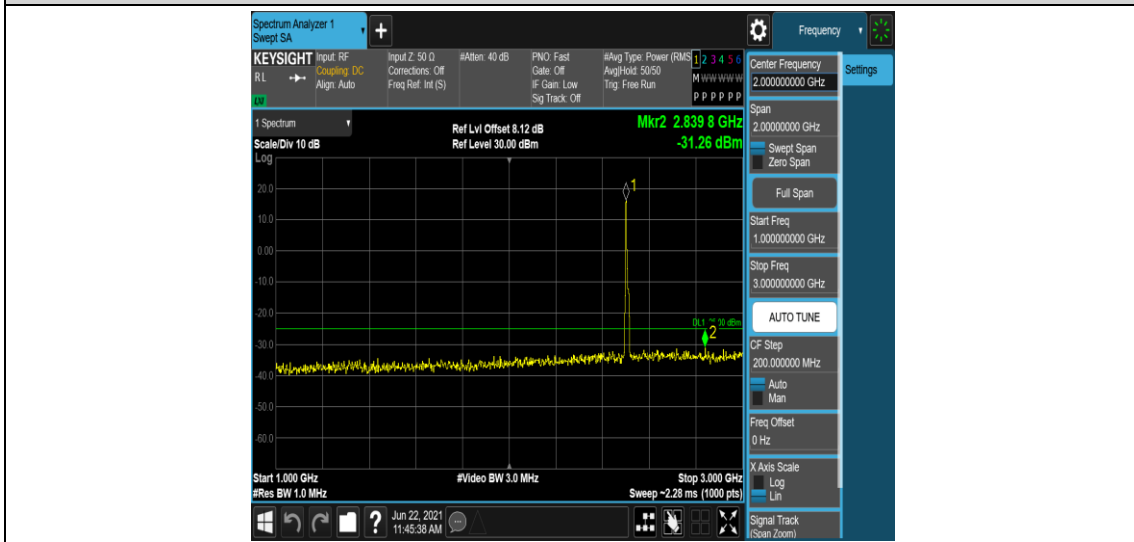 Spectrum Analyzer 1
Swept SA
+
Frequency
KEYSIGHT
RL
LXI
Input: RF
Coupling: DC
Align: Auto
Input Z: 50 Ω
Corrections: Off
Freq Ref: Int (S)
#Atten: 40 dB
PNO: Fast
Gate: Off
IF Gain: Low
Sig Track: Off
#Avg Type: Power (RMS
Avg|Hold: 50/50
Trig: Free Run
1 2 3 4 5 6
M W W W W W
P P P P P P
1 Spectrum
Scale/Div 10 dB
Log
Ref Lvl Offset 8.12 dB
Ref Level 30.00 dBm
Mkr2 2.839 8 GHz
-31.26 dBm
20.0
10.0
0.00
-10.0
-20.0
-30.0
-40.0
-50.0
-60.0
1
2
Start 1.000 GHz
#Res BW 1.0 MHz
#Video BW 3.0 MHz
Stop 3.000 GHz
Sweep ~2.28 ms (1000 pts)
Jun 22, 2021
11:45:38 AM
?
Center Frequency
2.000000000 GHz
Settings
Span
2.00000000 GHz
Swept Span
Zero Span
Full Span
Start Freq
1.000000000 GHz
Stop Freq
3.000000000 GHz
AUTO TUNE
CF Step
200.000000 MHz
Auto
Man
Freq Offset
0 Hz
X Axis Scale
Log
Lin
Signal Track
(Span Zoom)